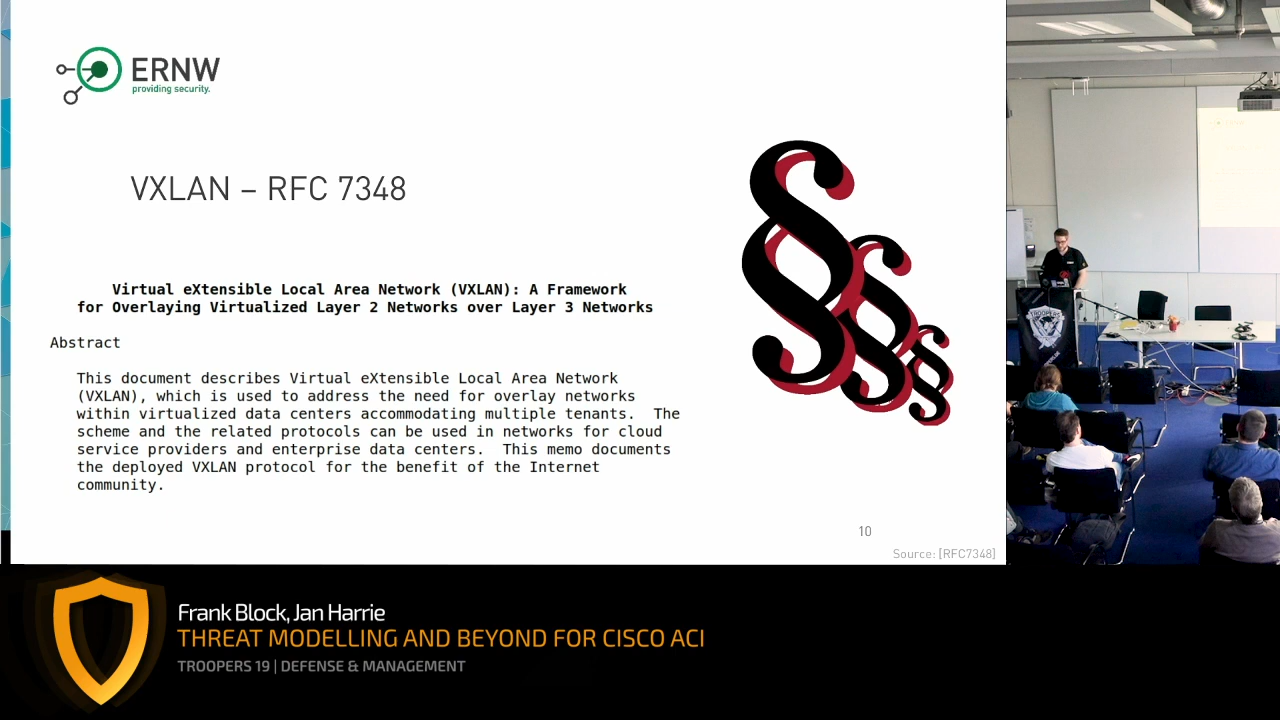 ERNW
providing security.
VXLAN – RFC 7348
Virtual eXtensible Local Area Network (VXLAN): A Framework
for Overlaying Virtualized Layer 2 Networks over Layer 3 Networks
Abstract
This document describes Virtual eXtensible Local Area Network
(VXLAN), which is used to address the need for overlay networks
within virtualized data centers accommodating multiple tenants. The
scheme and the related protocols can be used in networks for cloud
service providers and enterprise data centers. This memo documents
the deployed VXLAN protocol for the benefit of the Internet
community.
§§§
10
Source: [RFC7348]
TROOPERS
Frank Block, Jan Harrie
THREAT MODELLING AND BEYOND FOR CISCO ACI
TROOPERS 19 | DEFENSE & MANAGEMENT